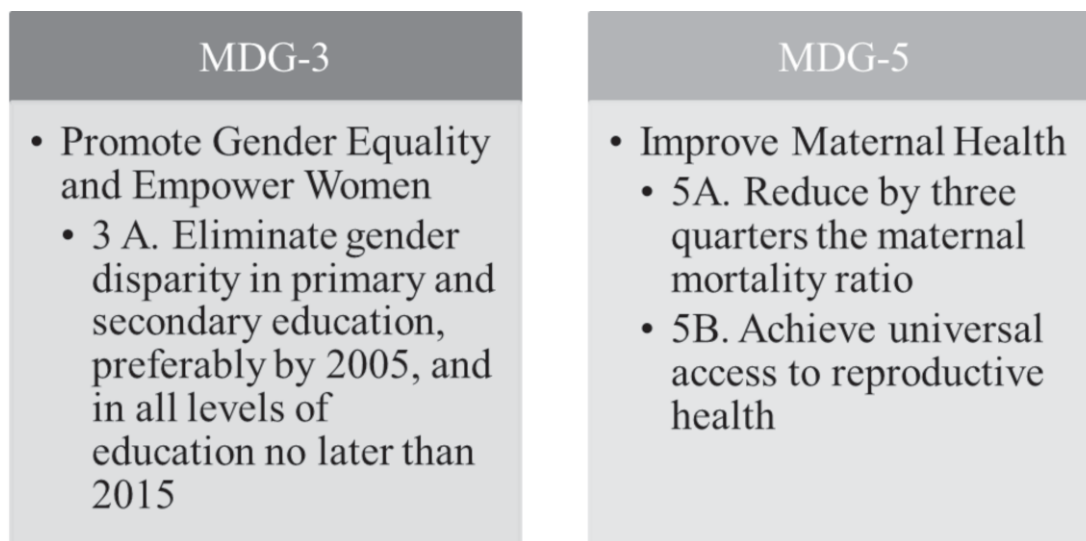 MDG-3
• Promote Gender Equality
and Empower Women
• 3 A. Eliminate gender
disparity in primary and
secondary education,
preferably by 2005, and
in all levels of
education no later than
2015
MDG-5
• Improve Maternal Health
• 5A. Reduce by three
quarters the maternal
mortality ratio
• 5B. Achieve universal
access to reproductive
health